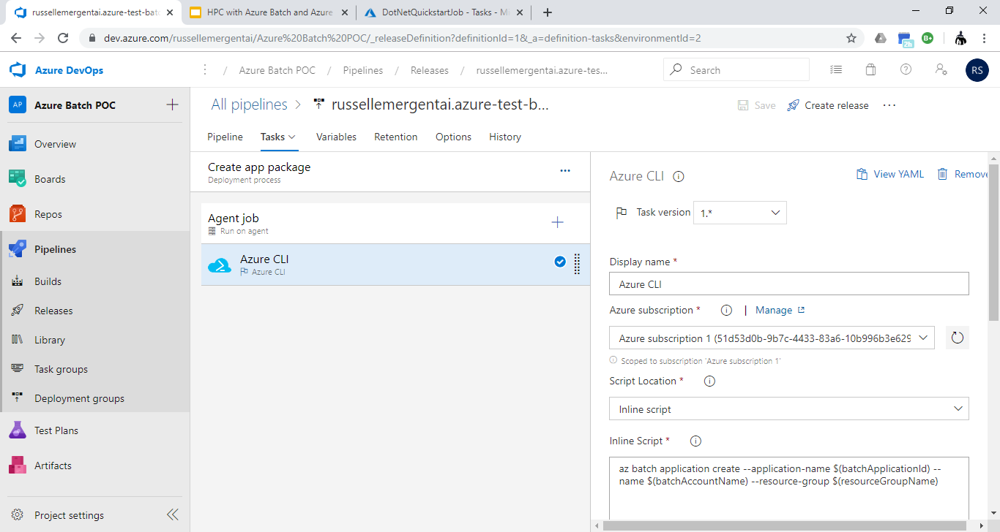 russellemergentai.azure-test-batc
HPC with Azure Batch and Azure
DotNetQuickstartJob - Tasks - Mi
dev.azure.com/russellemergentai/Azure%20Batch%20POC/_releaseDefinition?definitionId=1&_a=definition-tasks&environmentId=2
2h
B+
Azure DevOps
/ Azure Batch POC / Pipelines / Releases / russellemergentai.azure-tes...
Search
RS
AP
Azure Batch POC
Overview
Boards
Repos
Pipelines
Builds
Releases
Library
Task groups
Deployment groups
Test Plans
Artifacts
Project settings
All pipelines > russellemergentai.azure-test-b...
Save
Create release
Pipeline
Tasks
Variables
Retention
Options
History
Create app package
Deployment process
Agent job
Run on agent
Azure CLI
Azure CLI
Azure CLI
View YAML
Remove
Task version
1.*
Display name *
Azure CLI
Azure subscription *
| Manage
Azure subscription 1 (51d53d0b-9b7c-4433-83a6-10b996b3e629
Scoped to subscription 'Azure subscription 1'
Script Location *
Inline script
Inline Script *
az batch application create --application-name $(batchApplicationId) --
name $(batchAccountName) --resource-group $(resourceGroupName)